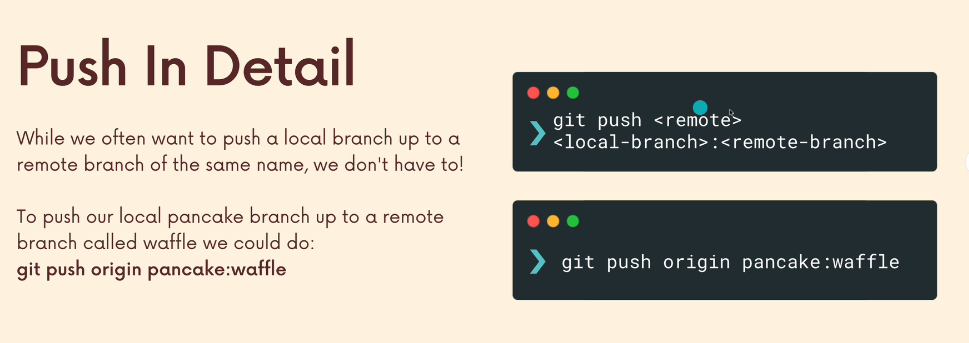 Push In Detail
While we often want to push a local branch up to a
remote branch of the same name, we don't have to!
To push our local pancake branch up to a remote
branch called waffle we could do:
git push origin pancake:waffle
❯ git push <remote>
<local-branch>:<remote-branch>
❯ git push origin pancake:waffle